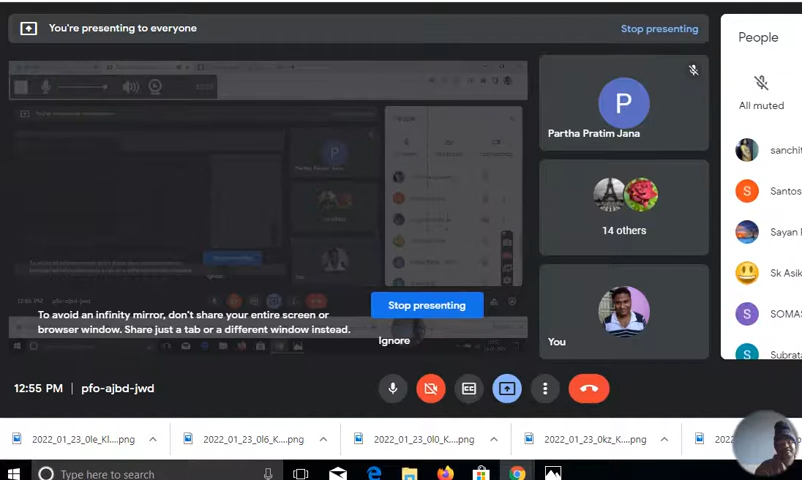 You're presenting to everyone
Stop presenting
People
All muted
Partha Pratim Jana
14 others
You
sanchit
Santos
Sayan
Sk Asik
SOMAS
Subrata
To avoid an infinity mirror, don't share your entire screen or
browser window. Share just a tab or a different window instead.
Stop presenting
Ignore
12:55 PM | pfo-ajbd-jwd
2022_01_23_0le_Kl....png
2022_01_23_0l6_K....png
2022_01_23_0l0_K....png
2022_01_23_0kz_K....png
Type here to search